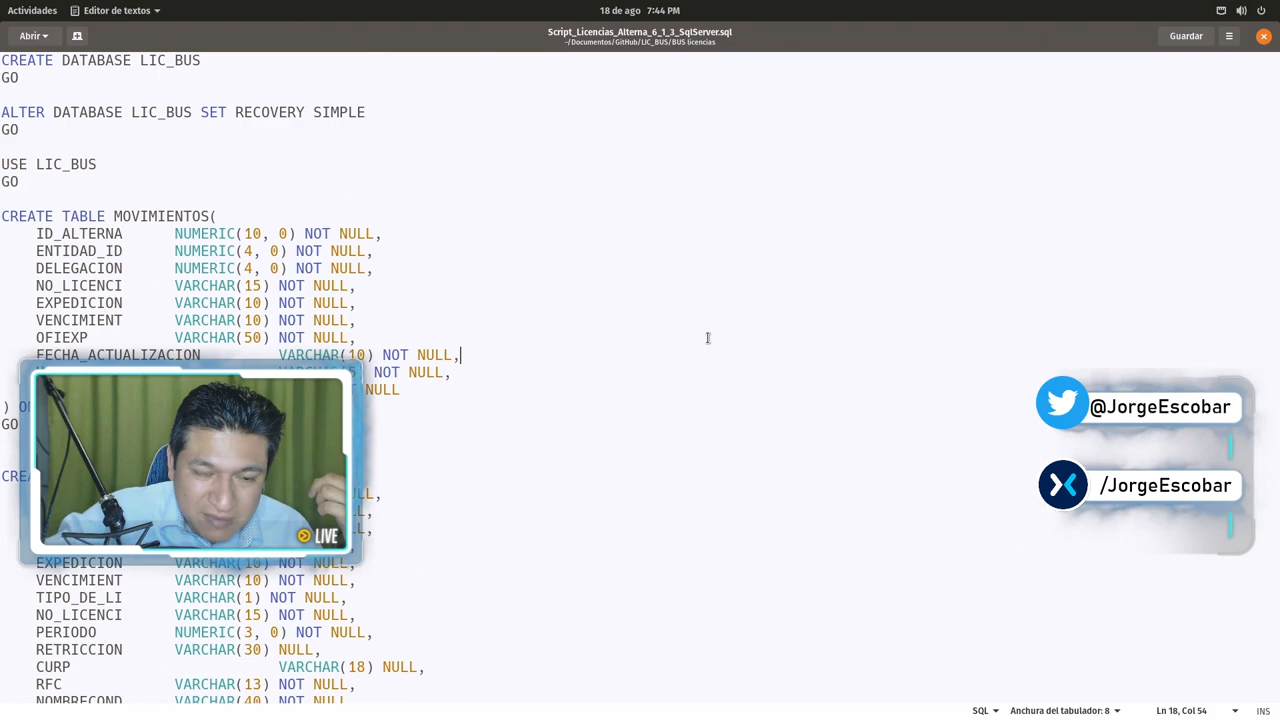 Actividades Editor de textos 18 de ago 7:44 PM
Abrir Script_Licencias_Alterna_6_1_3_SqlServer.sql Guardar
~/Documentos/GitHub/LIC_BUS/BUS licencias
CREATE DATABASE LIC_BUS
GO
ALTER DATABASE LIC_BUS SET RECOVERY SIMPLE
GO
USE LIC_BUS
GO
CREATE TABLE MOVIMIENTOS(
ID_ALTERNA NUMERIC(10, 0) NOT NULL,
ENTIDAD_ID NUMERIC(4, 0) NOT NULL,
DELEGACION NUMERIC(4, 0) NOT NULL,
NO_LICENCI VARCHAR(15) NOT NULL,
EXPEDICION VARCHAR(10) NOT NULL,
VENCIMIENT VARCHAR(10) NOT NULL,
OFIEXP VARCHAR(50) NOT NULL,
FECHA_ACTUALIZACION VARCHAR(10) NOT NULL,
NOT NULL,
NULL
)
GO
LIVE
EXPEDICION VARCHAR(10) NOT NULL,
VENCIMIENT VARCHAR(10) NOT NULL,
TIPO_DE_LI VARCHAR(1) NOT NULL,
NO_LICENCI VARCHAR(15) NOT NULL,
PERIODO NUMERIC(3, 0) NOT NULL,
RETRICCION VARCHAR(30) NULL,
CURP VARCHAR(18) NULL,
RFC VARCHAR(13) NOT NULL,
NOMBRECOND VARCHAR(40) NOT NULL
@JorgeEscobar
/JorgeEscobar
SQL Anchura del tabulador: 8 Ln 18, Col 54 INS